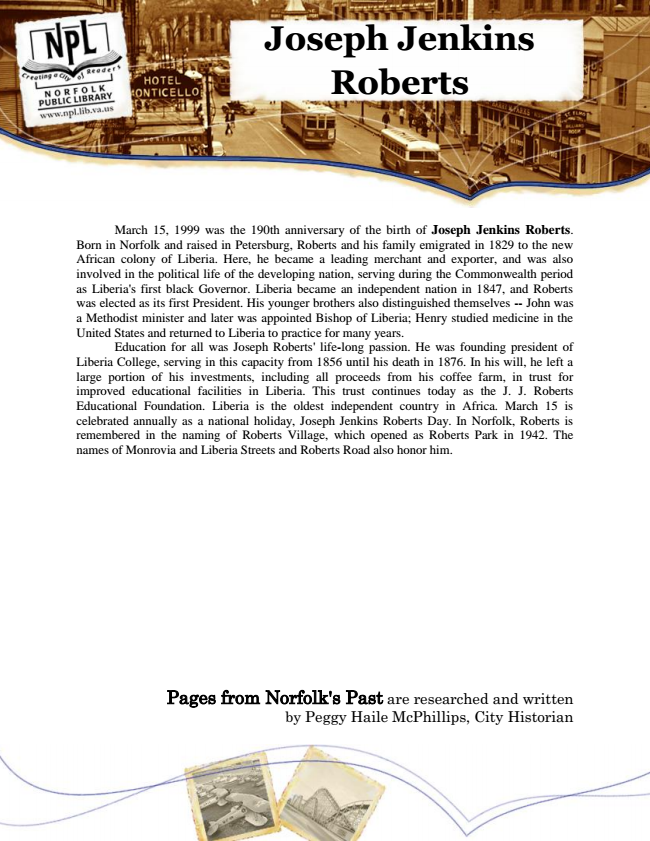 NPL
Creating a City of Readers
NORFOLK
PUBLIC LIBRARY
www.npl.lib.va.us
Joseph Jenkins
Roberts
HOTEL
MONTICELLO
March 15, 1999 was the 190th anniversary of the birth of Joseph Jenkins Roberts.
Born in Norfolk and raised in Petersburg, Roberts and his family emigrated in 1829 to the new
African colony of Liberia. Here, he became a leading merchant and exporter, and was also
involved in the political life of the developing nation, serving during the Commonwealth period
as Liberia's first black Governor. Liberia became an independent nation in 1847, and Roberts
was elected as its first President. His younger brothers also distinguished themselves -- John was
a Methodist minister and later was appointed Bishop of Liberia; Henry studied medicine in the
United States and returned to Liberia to practice for many years.
Education for all was Joseph Roberts' life-long passion. He was founding president of
Liberia College, serving in this capacity from 1856 until his death in 1876. In his will, he left a
large portion of his investments, including all proceeds from his coffee farm, in trust for
improved educational facilities in Liberia. This trust continues today as the J. J. Roberts
Educational Foundation. Liberia is the oldest independent country in Africa. March 15 is
celebrated annually as a national holiday, Joseph Jenkins Roberts Day. In Norfolk, Roberts is
remembered in the naming of Roberts Village, which opened as Roberts Park in 1942. The
names of Monrovia and Liberia Streets and Roberts Road also honor him.
Pages from Norfolk's Past are researched and written
by Peggy Haile McPhillips, City Historian